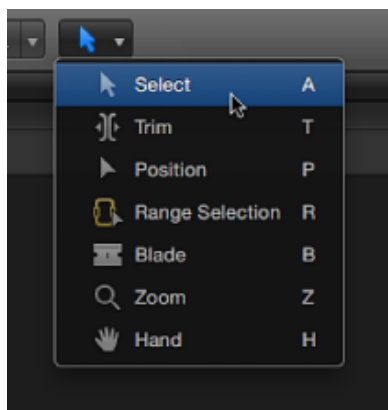 Select A
Trim T
Position P
Range Selection R
Blade B
Zoom Z
Hand H